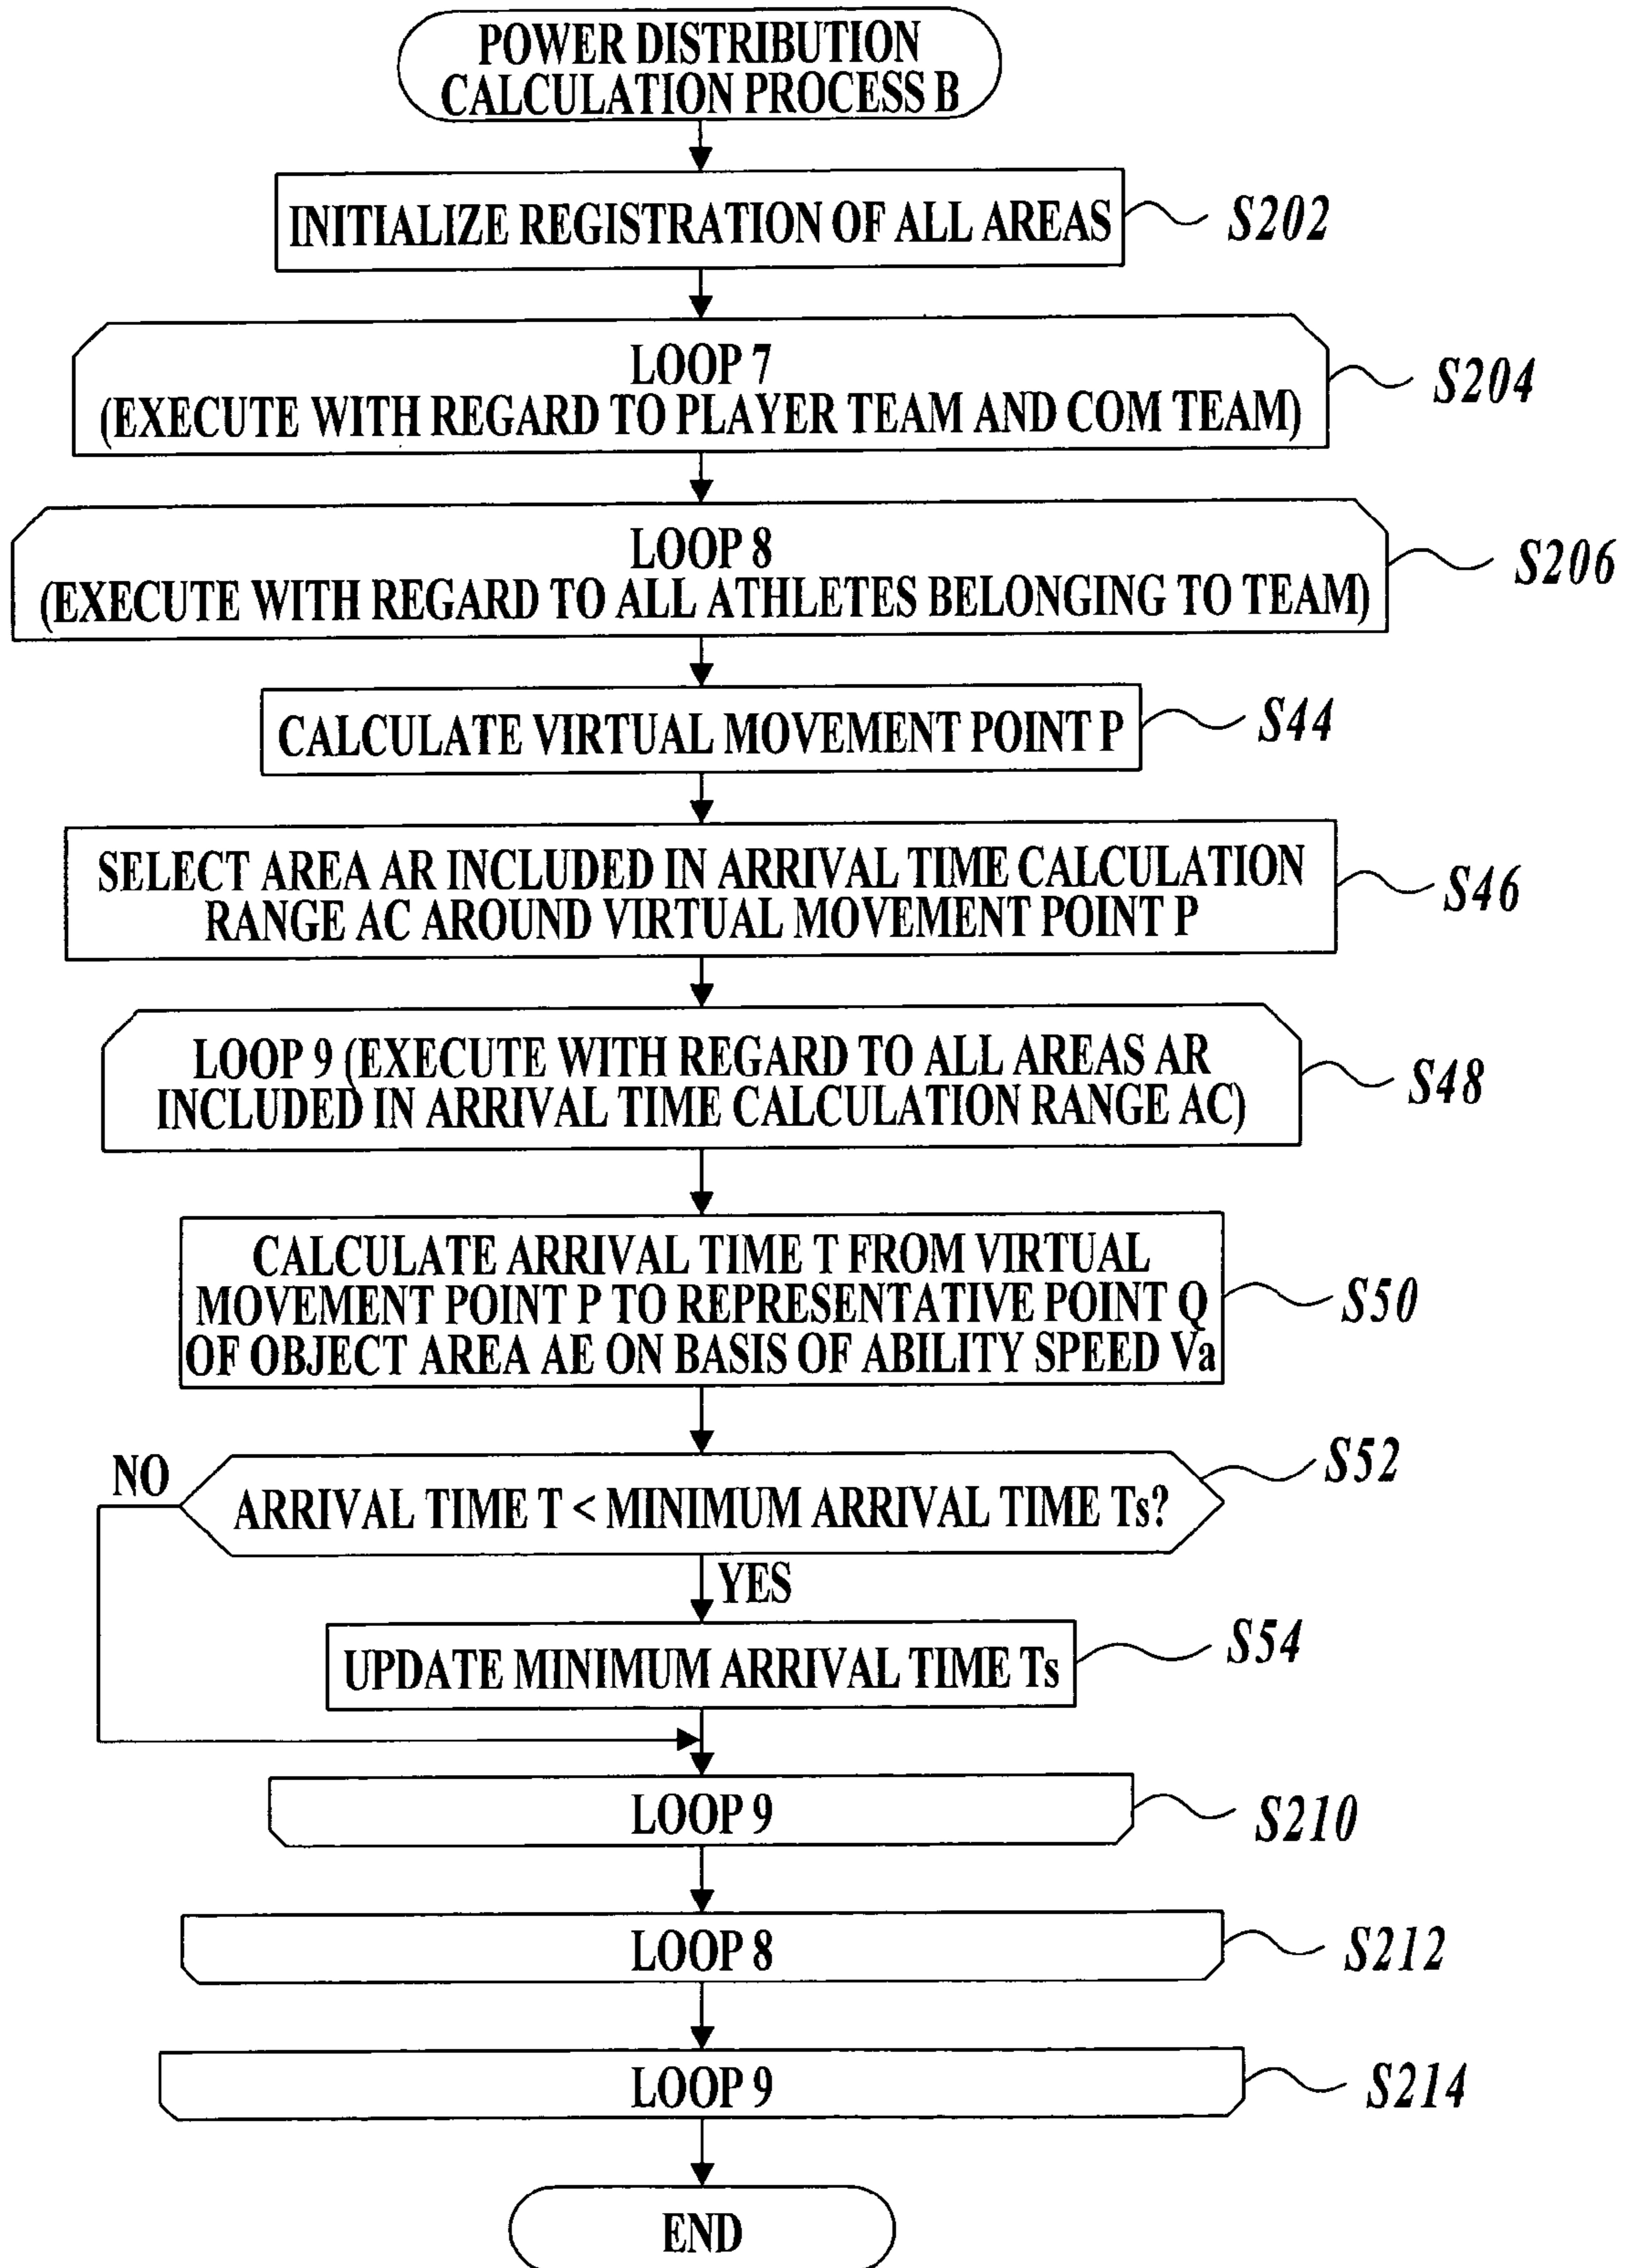 POWER DISTRIBUTION
CALCULATION PROCESS B
INITIALIZE REGISTRATION OF ALL AREAS
S202
LOOP 7
(EXECUTE WITH REGARD TO PLAYER TEAM AND COM TEAM)
S204
LOOP 8
(EXECUTE WITH REGARD TO ALL ATHLETES BELONGING TO TEAM)
S206
CALCULATE VIRTUAL MOVEMENT POINT P
S44
SELECT AREA AR INCLUDED IN ARRIVAL TIME CALCULATION
RANGE AC AROUND VIRTUAL MOVEMENT POINT P
S46
LOOP 9 (EXECUTE WITH REGARD TO ALL AREAS AR
INCLUDED IN ARRIVAL TIME CALCULATION RANGE AC)
S48
CALCULATE ARRIVAL TIME T FROM VIRTUAL
MOVEMENT POINT P TO REPRESENTATIVE POINT Q
OF OBJECT AREA AE ON BASIS OF ABILITY SPEED Va
S50
NO
ARRIVAL TIME T < MINIMUM ARRIVAL TIME Ts?
S52
YES
UPDATE MINIMUM ARRIVAL TIME Ts
S54
LOOP 9
S210
LOOP 8
S212
LOOP 9
S214
END